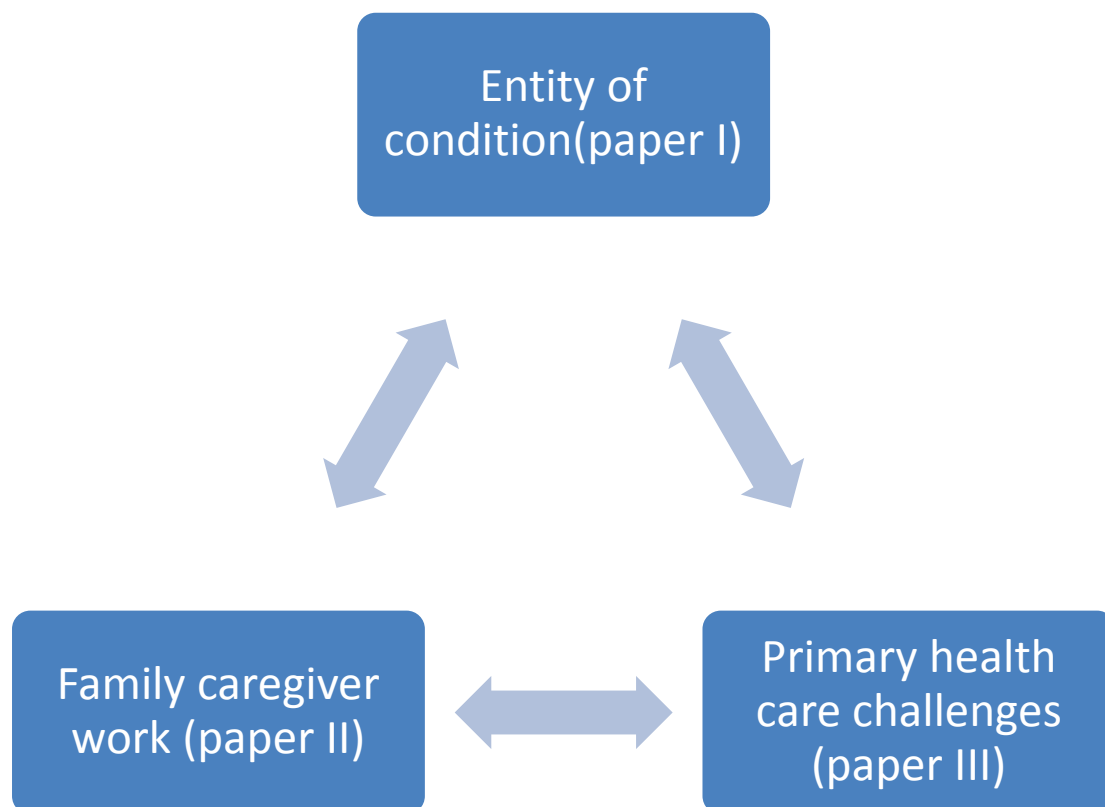 Entity of
condition(paper I)
Family caregiver
work (paper II)
Primary health
care challenges
(paper III)